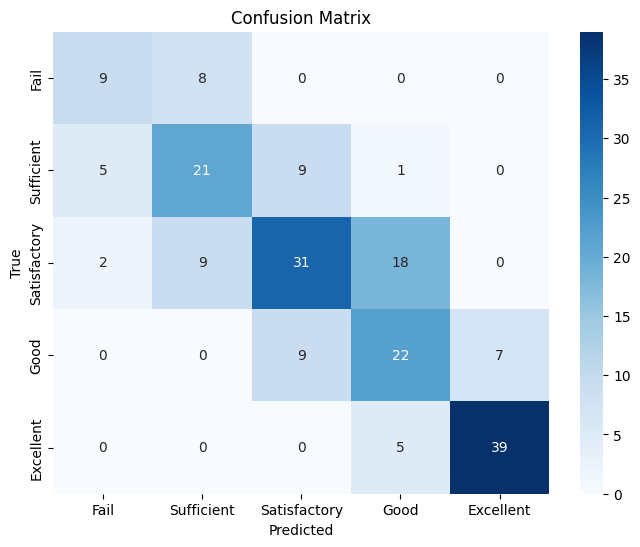 Confusion Matrix
True
Fail 9 8 0 0 0
Sufficient 5 21 9 1 0
Satisfactory 2 9 31 18 0
Good 0 0 9 22 7
Excellent 0 0 0 5 39
Fail Sufficient Satisfactory Good Excellent
Predicted
35
30
25
20
15
10
5
0